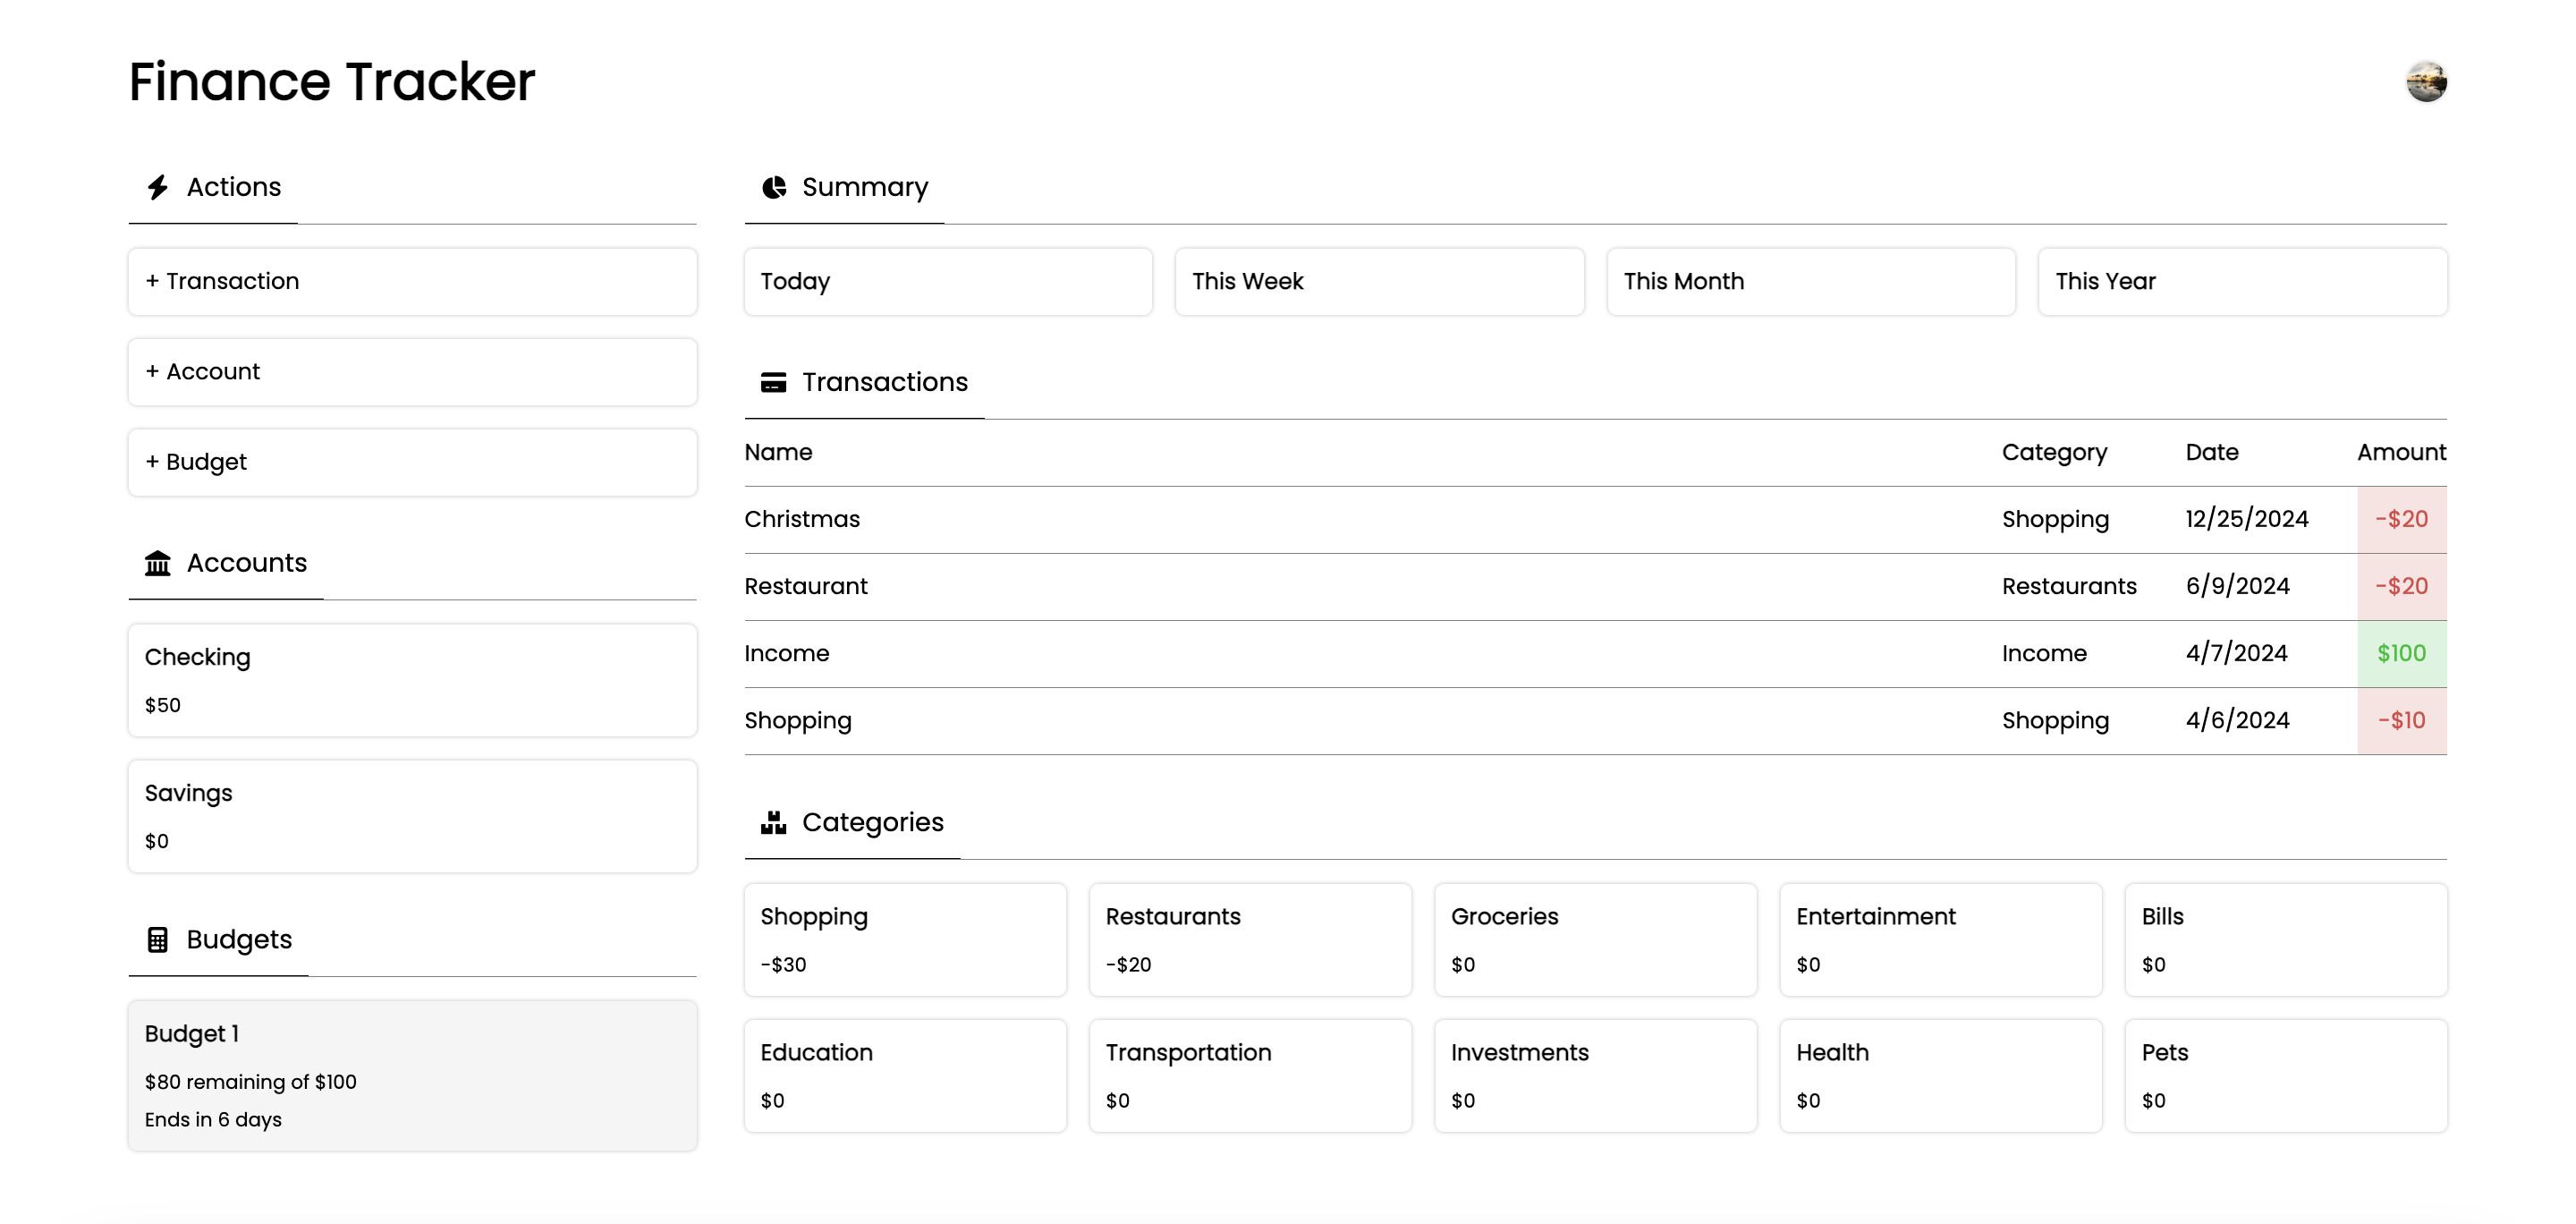 Finance Tracker
Actions
+ Transaction
+ Account
+ Budget
Accounts
Checking
$50
Savings
$0
Budgets
Budget 1
$80 remaining of $100
Ends in 6 days
Summary
Today
This Week
This Month
This Year
Transactions
Name Category Date Amount
Christmas Shopping 12/25/2024 -$20
Restaurant Restaurants 6/9/2024 -$20
Income Income 4/7/2024 $100
Shopping Shopping 4/6/2024 -$10
Categories
Shopping
-$30
Restaurants
-$20
Groceries
$0
Entertainment
$0
Bills
$0
Education
$0
Transportation
$0
Investments
$0
Health
$0
Pets
$0